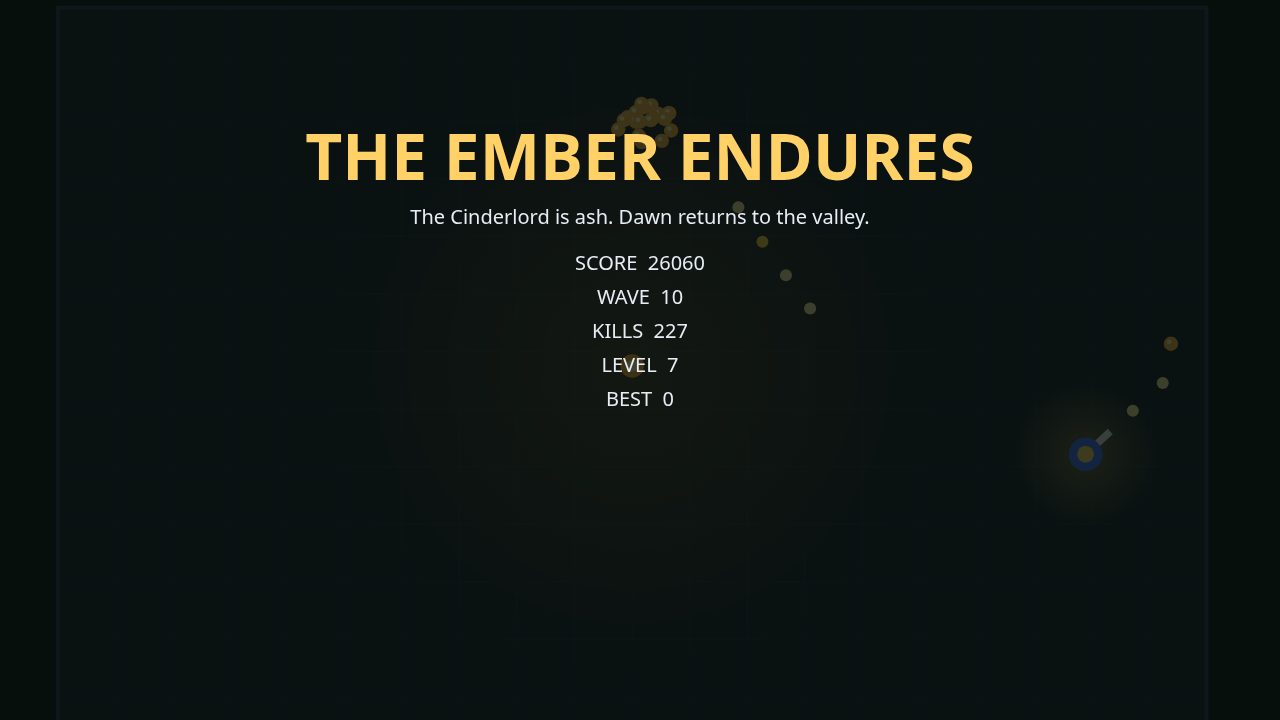 THE EMBER ENDURES
The Cinderlord is ash. Dawn returns to the valley.
SCORE 26060
WAVE 10
KILLS 227
LEVEL 7
BEST 0